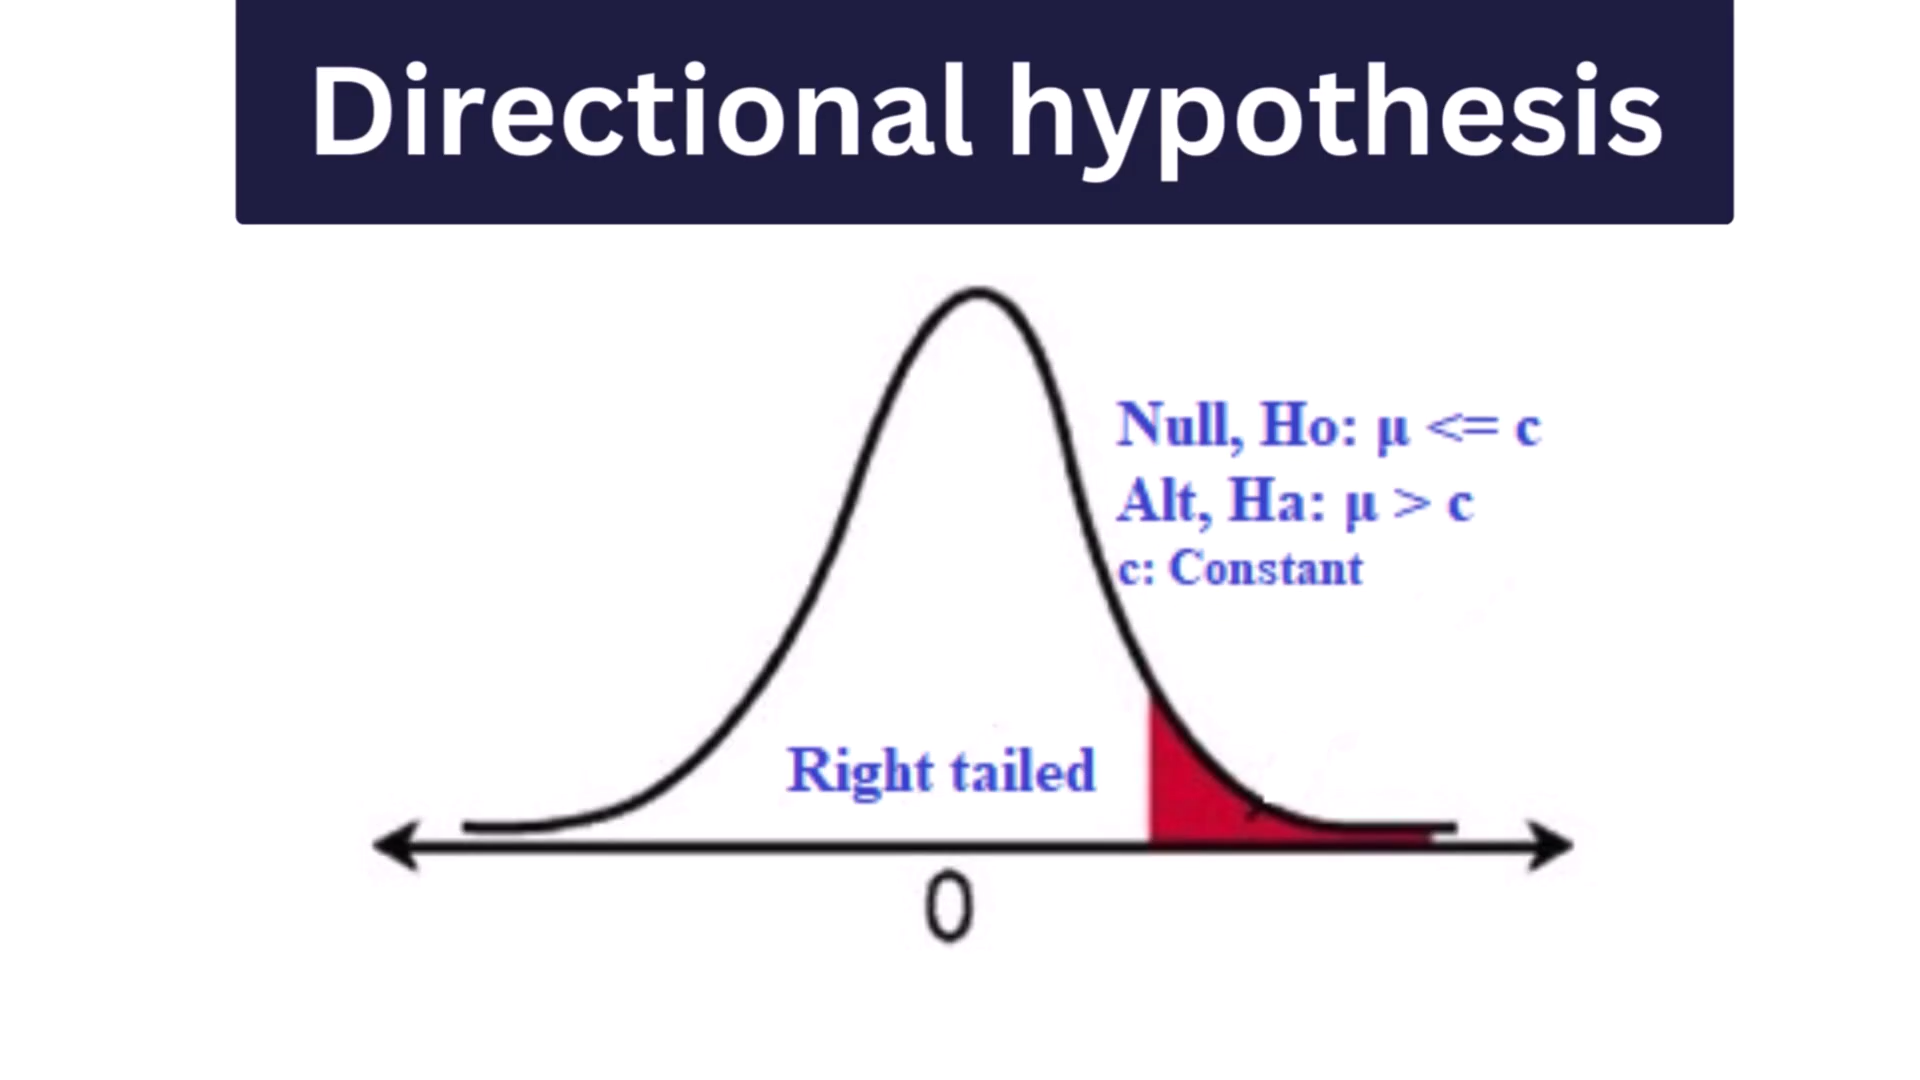 Directional hypothesis
Null, Ho: μ <= c
Alt, Ha: μ > c
c: Constant
Right tailed
0